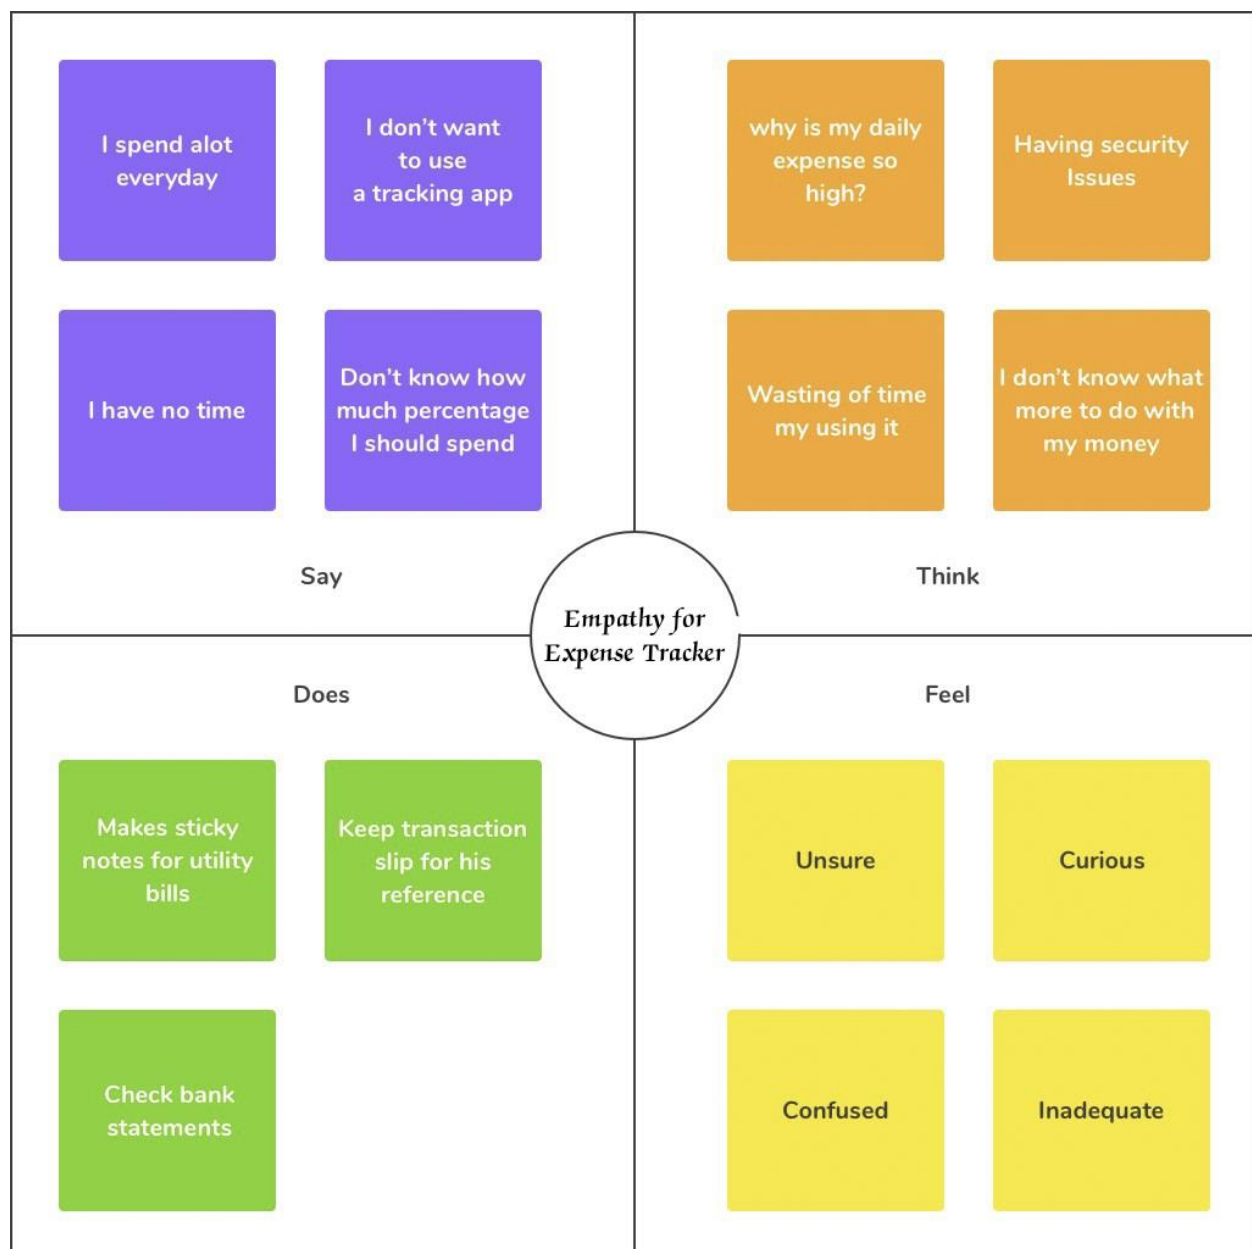 I spend alot
everyday
I don't want
to use
a tracking app
I have no time
Don't know how
much percentage
I should spend
Say
why is my daily
expense so
high?
Having security
Issues
Wasting of time
my using it
I don't know what
more to do with
my money
Think
Empathy for
Expense Tracker
Does
Makes sticky
notes for utility
bills
Keep transaction
slip for his
reference
Check bank
statements
Feel
Unsure
Curious
Confused
Inadequate